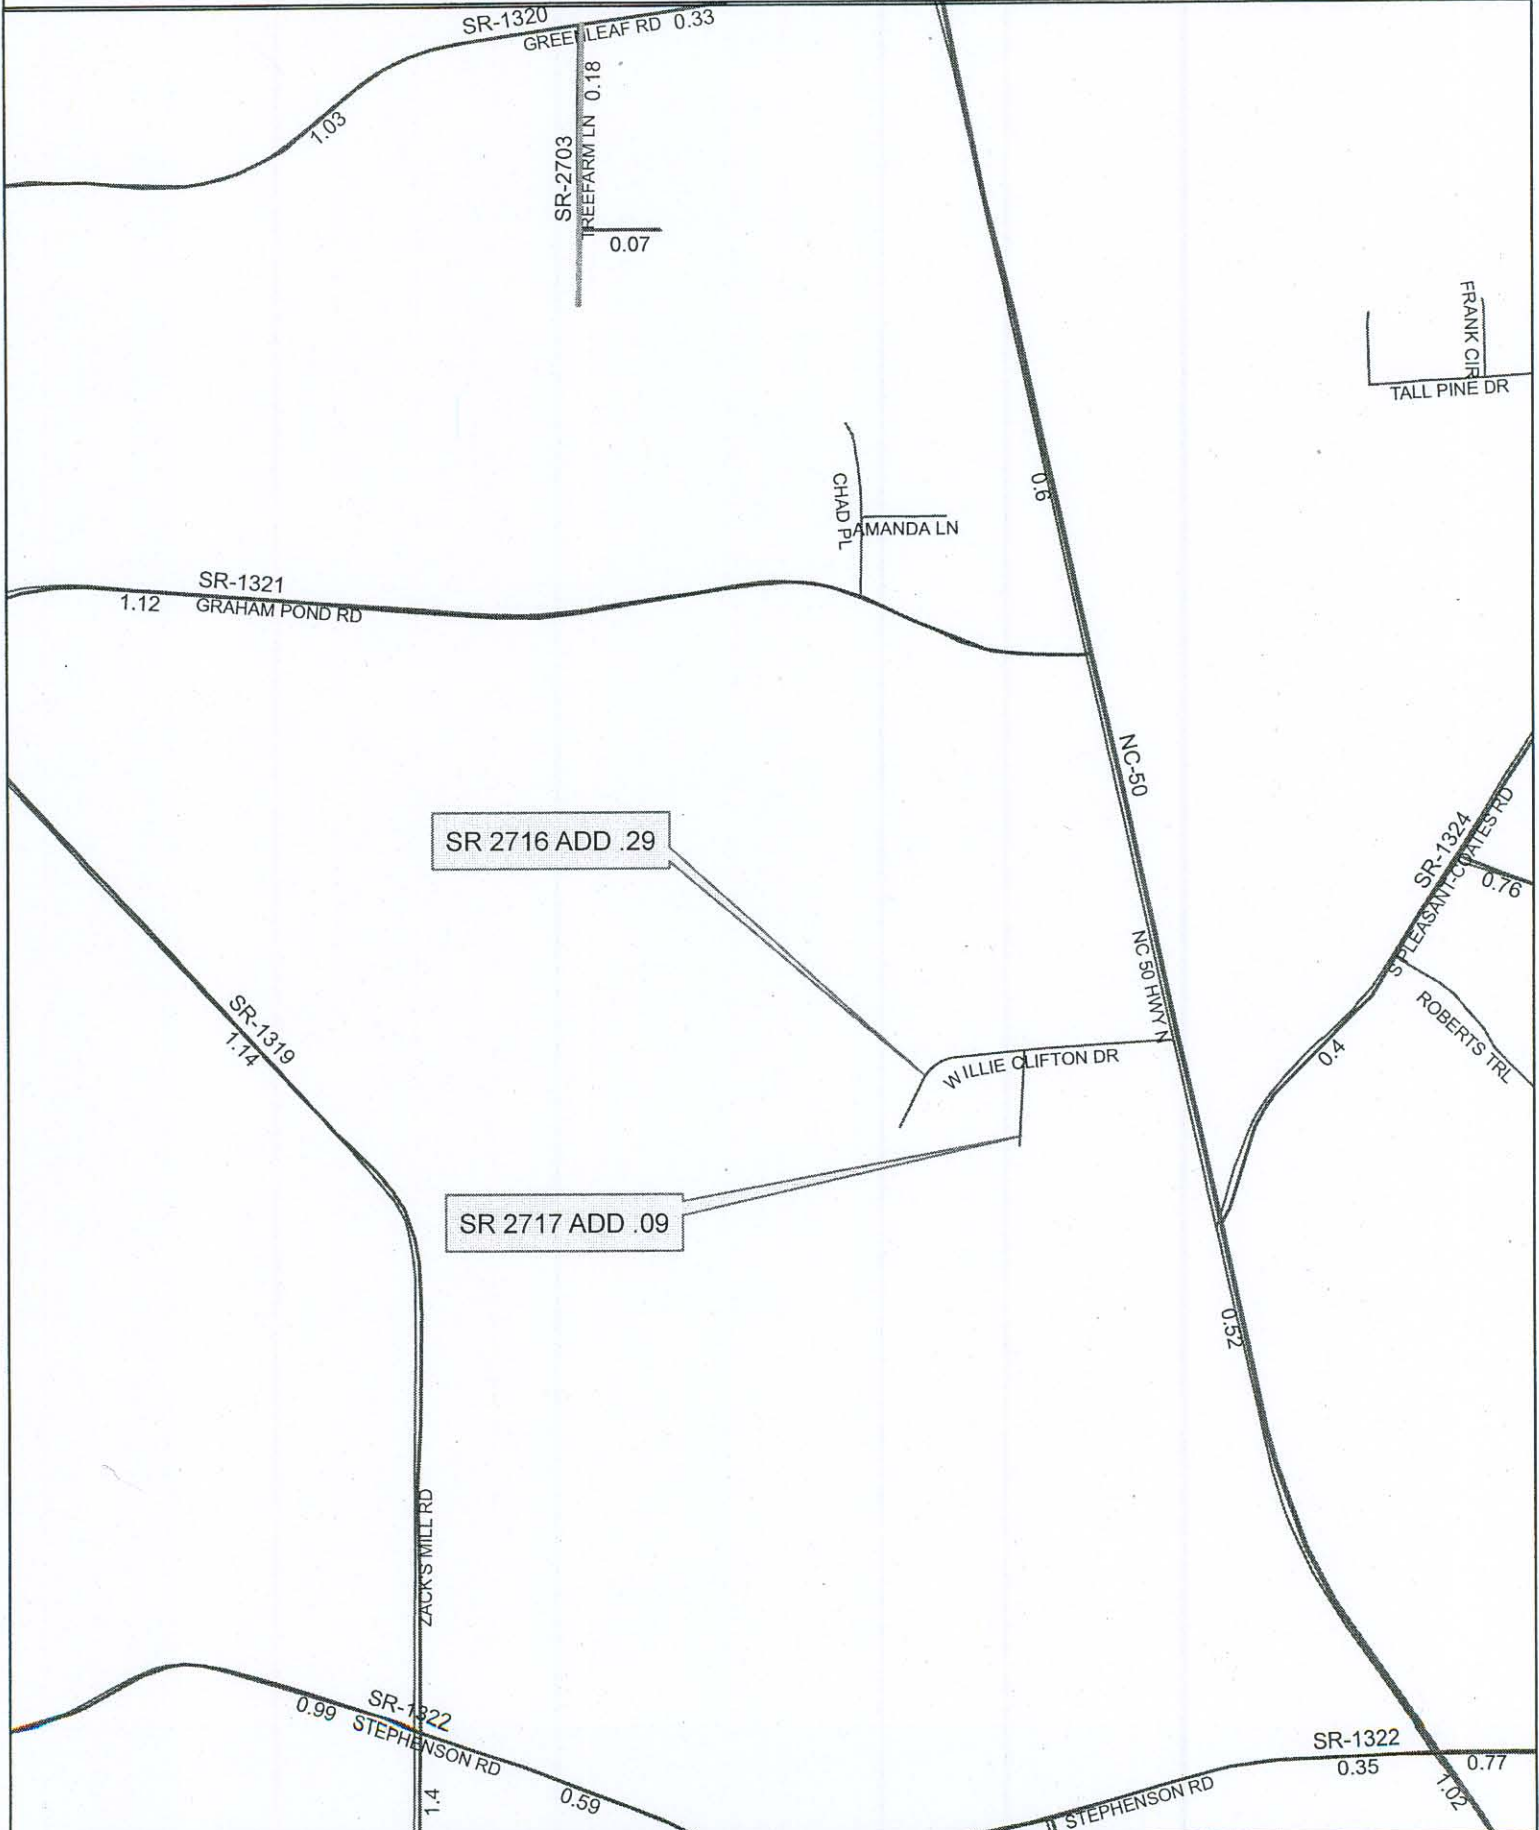 SR-1320
GREENLEAF RD 0.33
1.03
SR-2703
TREEFARM LN 0.18
0.07
FRANK CIR
TALL PINE DR
0.6
CHAD PL
AMANDA LN
SR-1321
1.12 GRAHAM POND RD
NC-50
SR 2716 ADD .29
SR-1324
S PLEASANT-COATES RD
0.76
NC 50 HWY N
ROBERTS TRL
SR-1319
1.14
0.4
WILLIE CLIFTON DR
SR 2717 ADD .09
0.52
ZACK'S MILL RD
0.99
SR-1322
STEPHENSON RD
1.4
0.59
SR-1322
0.35
0.77
1.02
STEPHENSON RD